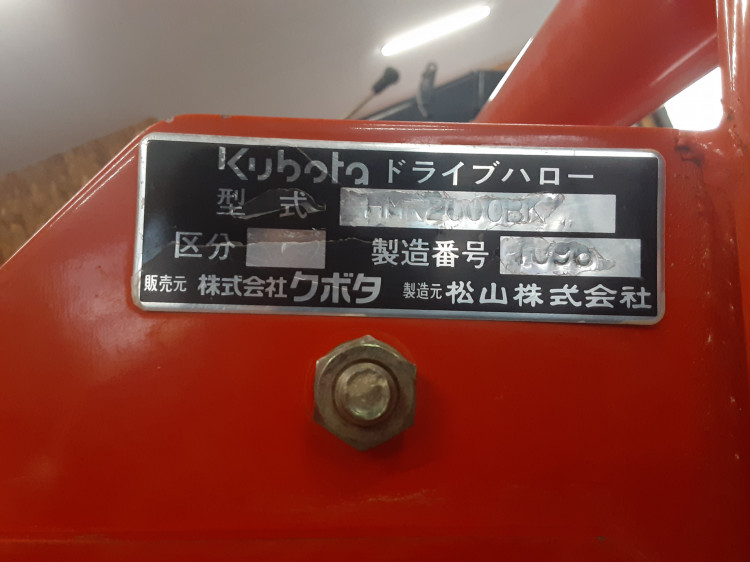 Kubota ドライブハロー
型式
区分 製造番号
販売元 株式会社クボタ 製造元 松山株式会社